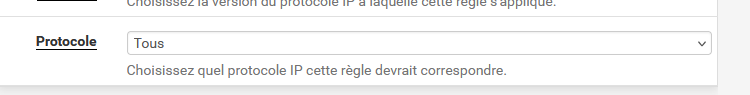 Choisissez la version du protocole IP à laquelle cette règle s'applique.
Protocole
Tous
Choisissez quel protocole IP cette règle devrait correspondre.